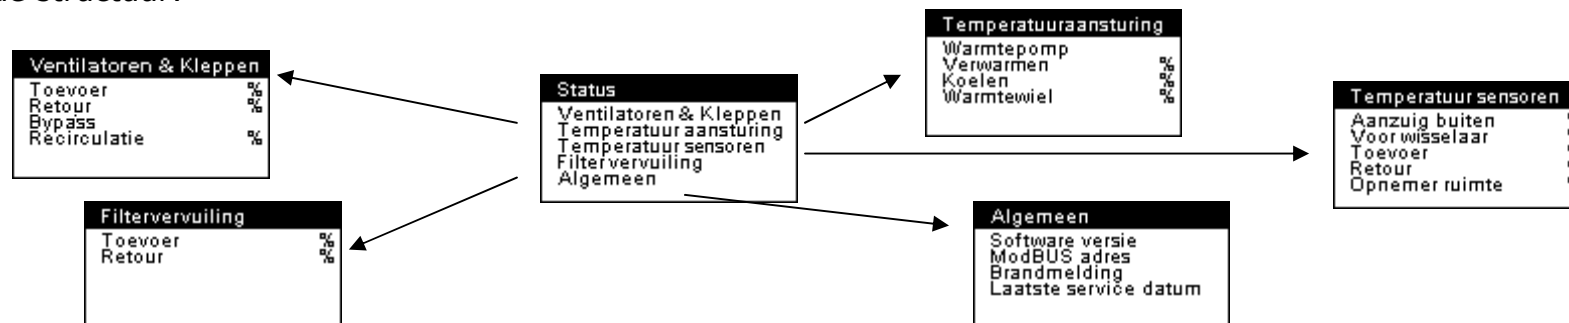 Temperatuuraansturing
Warmtepomp
Verwarmen %
Koelen %
Warmtewiel %
Ventilatoren & Kleppen
Toevoer %
Retour %
Bypass
Recirculatie %
Status
Ventilatoren & Kleppen
Temperatuur aansturing
Temperatuur sensoren
Filtervervuiling
Algemeen
Temperatuur sensoren
Aanzuig buiten
Voor wisselaar
Toevoer
Retour
Opnemer ruimte
Filtervervuiling
Toevoer %
Retour %
Algemeen
Software versie
ModBUS adres
Brandmelding
Laatste service datum